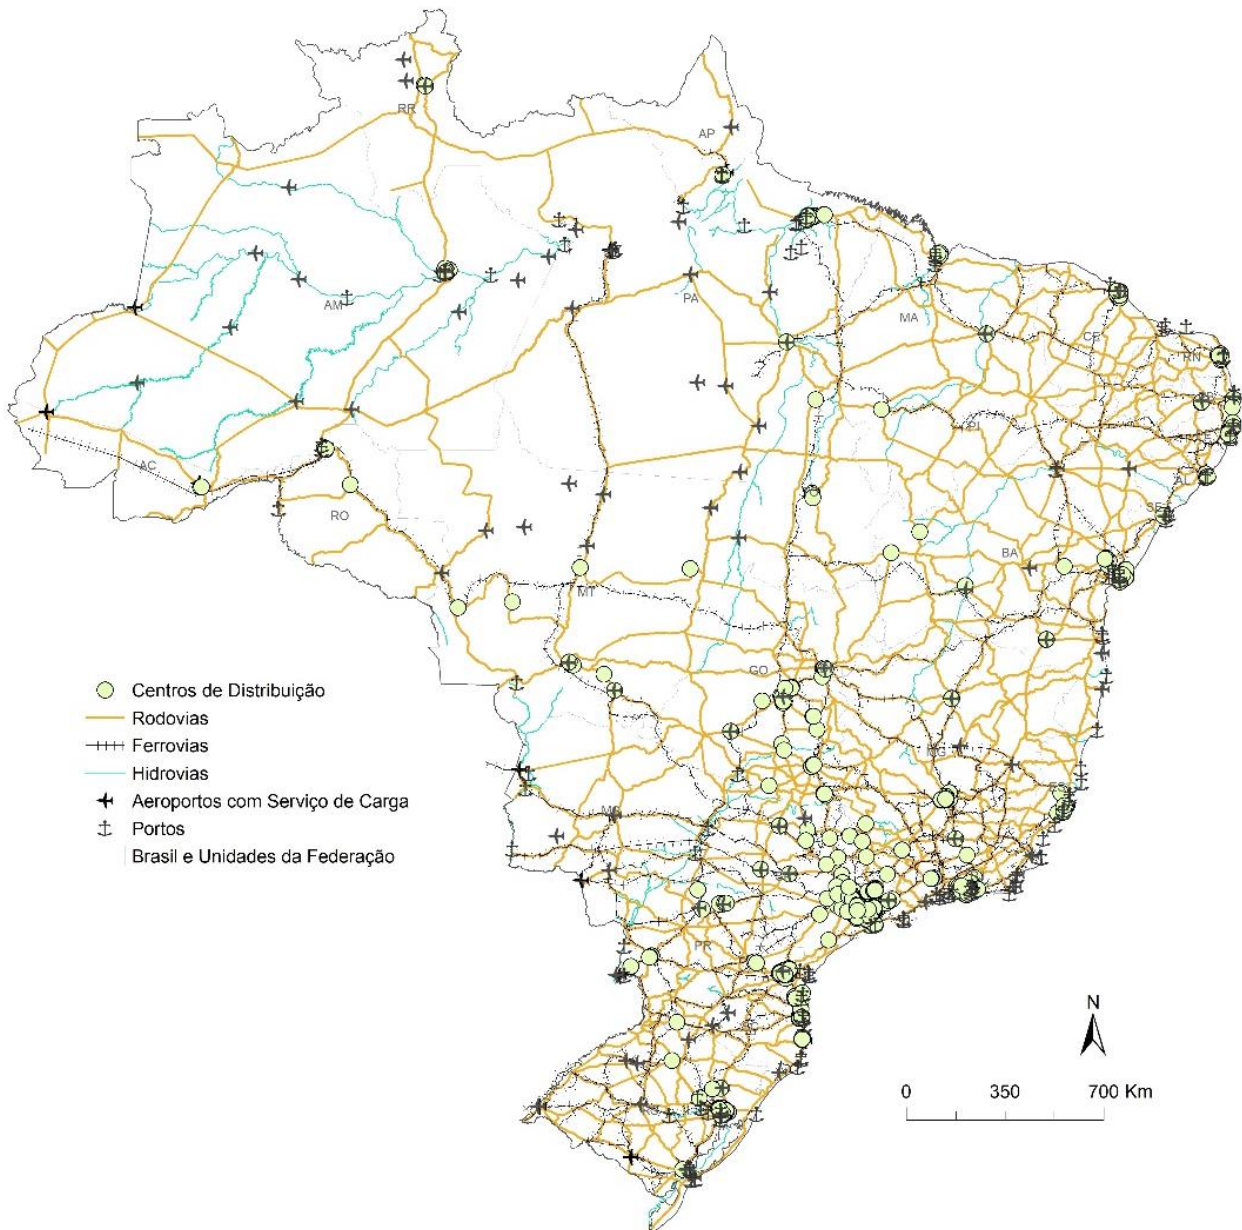 RR
AP
AM
PA
MA
CE
RN
PI
AC
AL
SE
RO
BA
MT
GO
MG
ES
MS
PR
SC
RS
Centros de Distribuição
Rodovias
Ferrovias
Hidrovias
Aeroportos com Serviço de Carga
Portos
Brasil e Unidades da Federação
N
0 350 700 Km